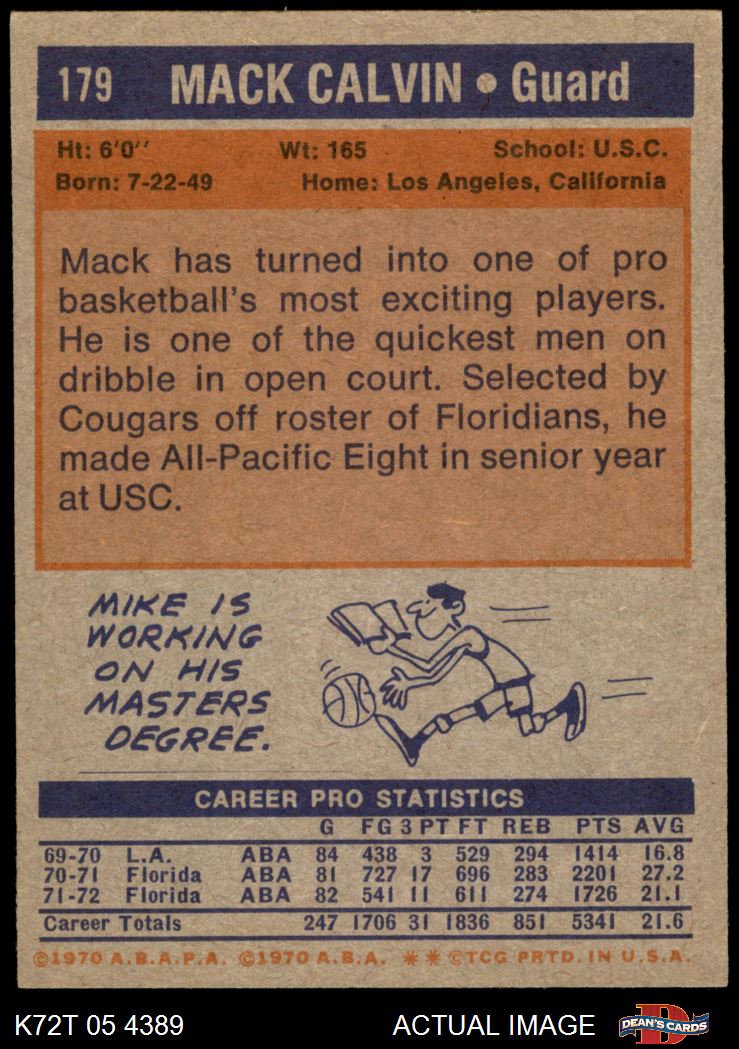 179 MACK CALVIN • Guard
Ht: 6'0'' Wt: 165 School: U.S.C.
Born: 7-22-49 Home: Los Angeles, California
Mack has turned into one of pro
basketball's most exciting players.
He is one of the quickest men on
dribble in open court. Selected by
Cougars off roster of Floridians, he
made All-Pacific Eight in senior year
at USC.
MIKE IS
WORKING
ON HIS
MASTERS
DEGREE.
CAREER PRO STATISTICS
G FG 3 PT FT REB PTS AVG
69-70 L.A. ABA 84 438 3 529 294 1414 16.8
70-71 Florida ABA 81 727 17 696 283 2201 27.2
71-72 Florida ABA 82 541 11 611 274 1726 21.1
Career Totals 247 1706 31 1836 851 5341 21.6
©1970 A.B.A.P.A. ©1970 A.B.A. ** ©TCG PRTD. IN U.S.A.
K72T 05 4389 ACTUAL IMAGE D DEAN'S CARDS